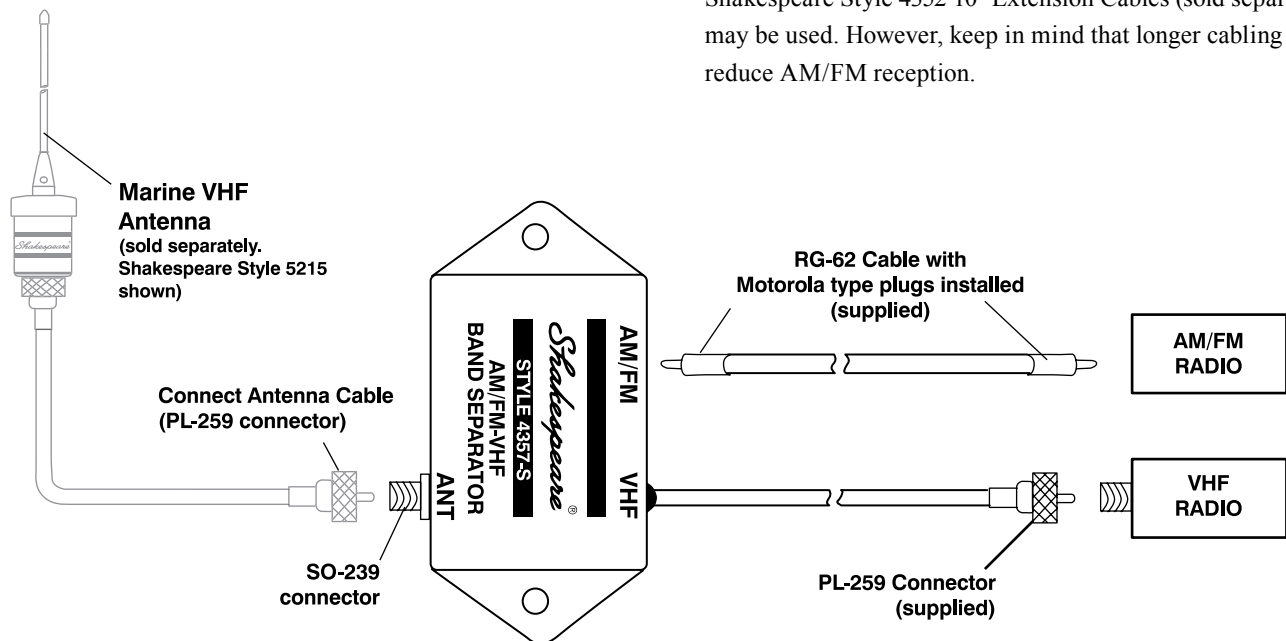 Shakespeare Style 4352 10' Extension Cables (sold separ
may be used. However, keep in mind that longer cabling
reduce AM/FM reception.
Marine VHF
Antenna
(sold separately.
Shakespeare Style 5215
shown)
Shakespeare
Connect Antenna Cable
(PL-259 connector)
SO-239
connector
AM/FM
VHF
Shakespeare®
STYLE 4357-S
AM/FM-VHF
BAND SEPARATOR
ANT
RG-62 Cable with
Motorola type plugs installed
(supplied)
AM/FM
RADIO
VHF
RADIO
PL-259 Connector
(supplied)